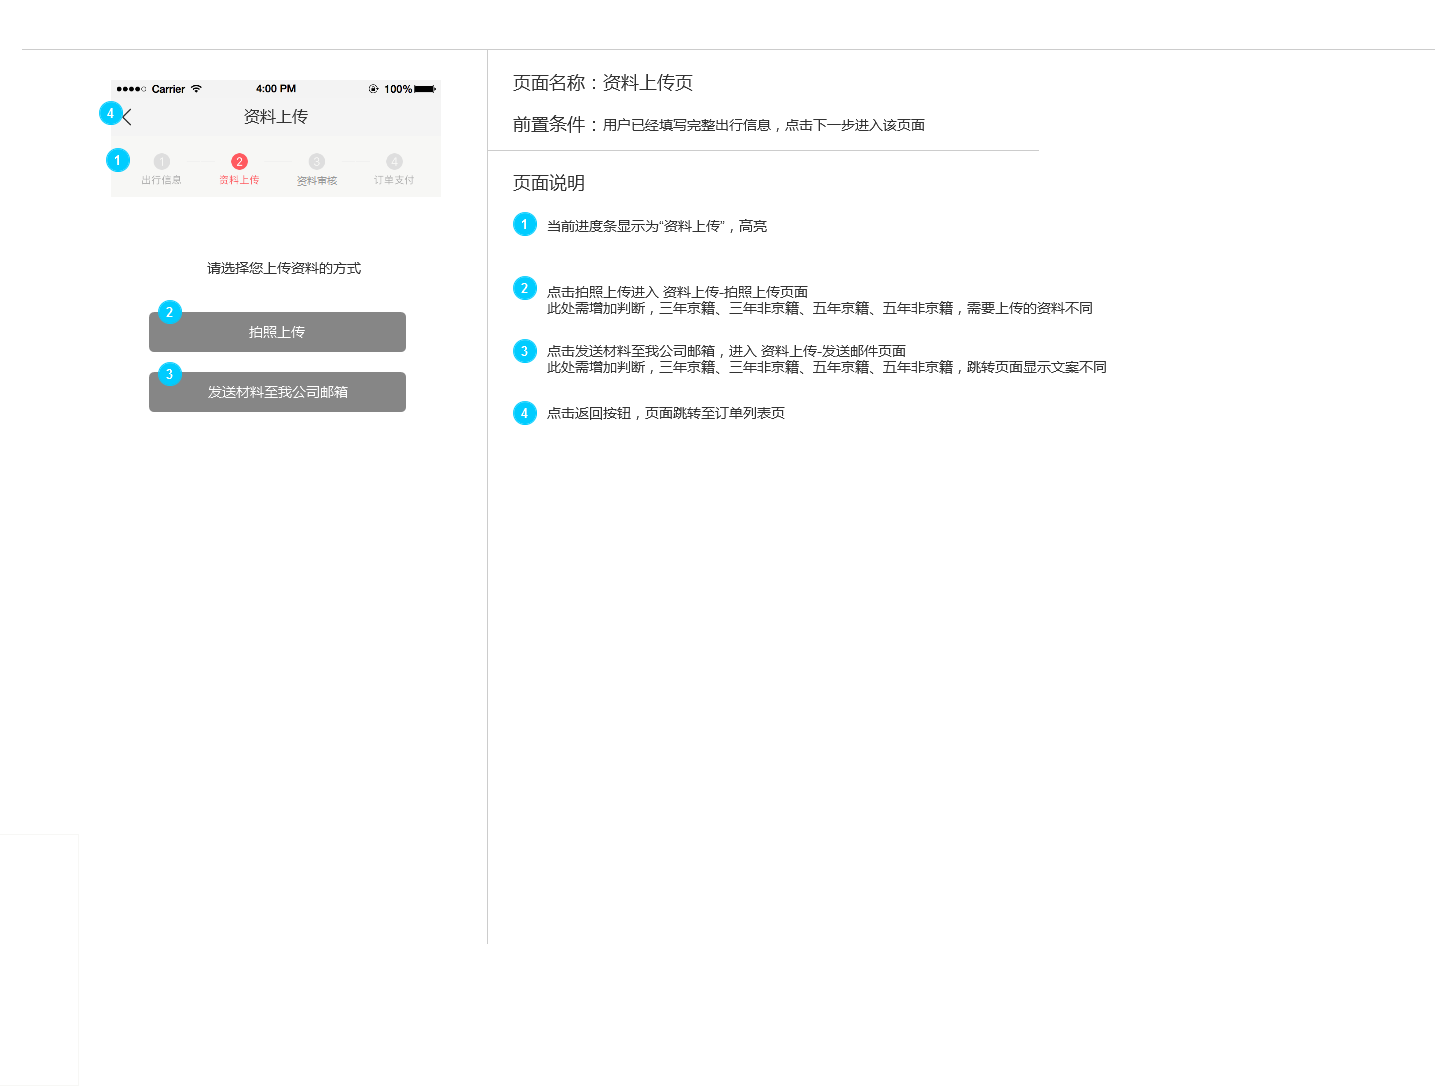 Carrier 4:00 PM 100%
4 资料上传
1
1 2 3 4
出行信息 资料上传 资料审核 订单支付
请选择您上传资料的方式
2
拍照上传
3
发送材料至我公司邮箱
页面名称：资料上传页
前置条件：用户已经填写完整出行信息，点击下一步进入该页面
页面说明
1 当前进度条显示为“资料上传”，高亮
2 点击拍照上传进入 资料上传-拍照上传页面
此处需增加判断，三年京籍、三年非京籍、五年京籍、五年非京籍，需要上传的资料不同
3 点击发送材料至我公司邮箱，进入 资料上传-发送邮件页面
此处需增加判断，三年京籍、三年非京籍、五年京籍、五年非京籍，跳转页面显示文案不同
4 点击返回按钮，页面跳转至订单列表页